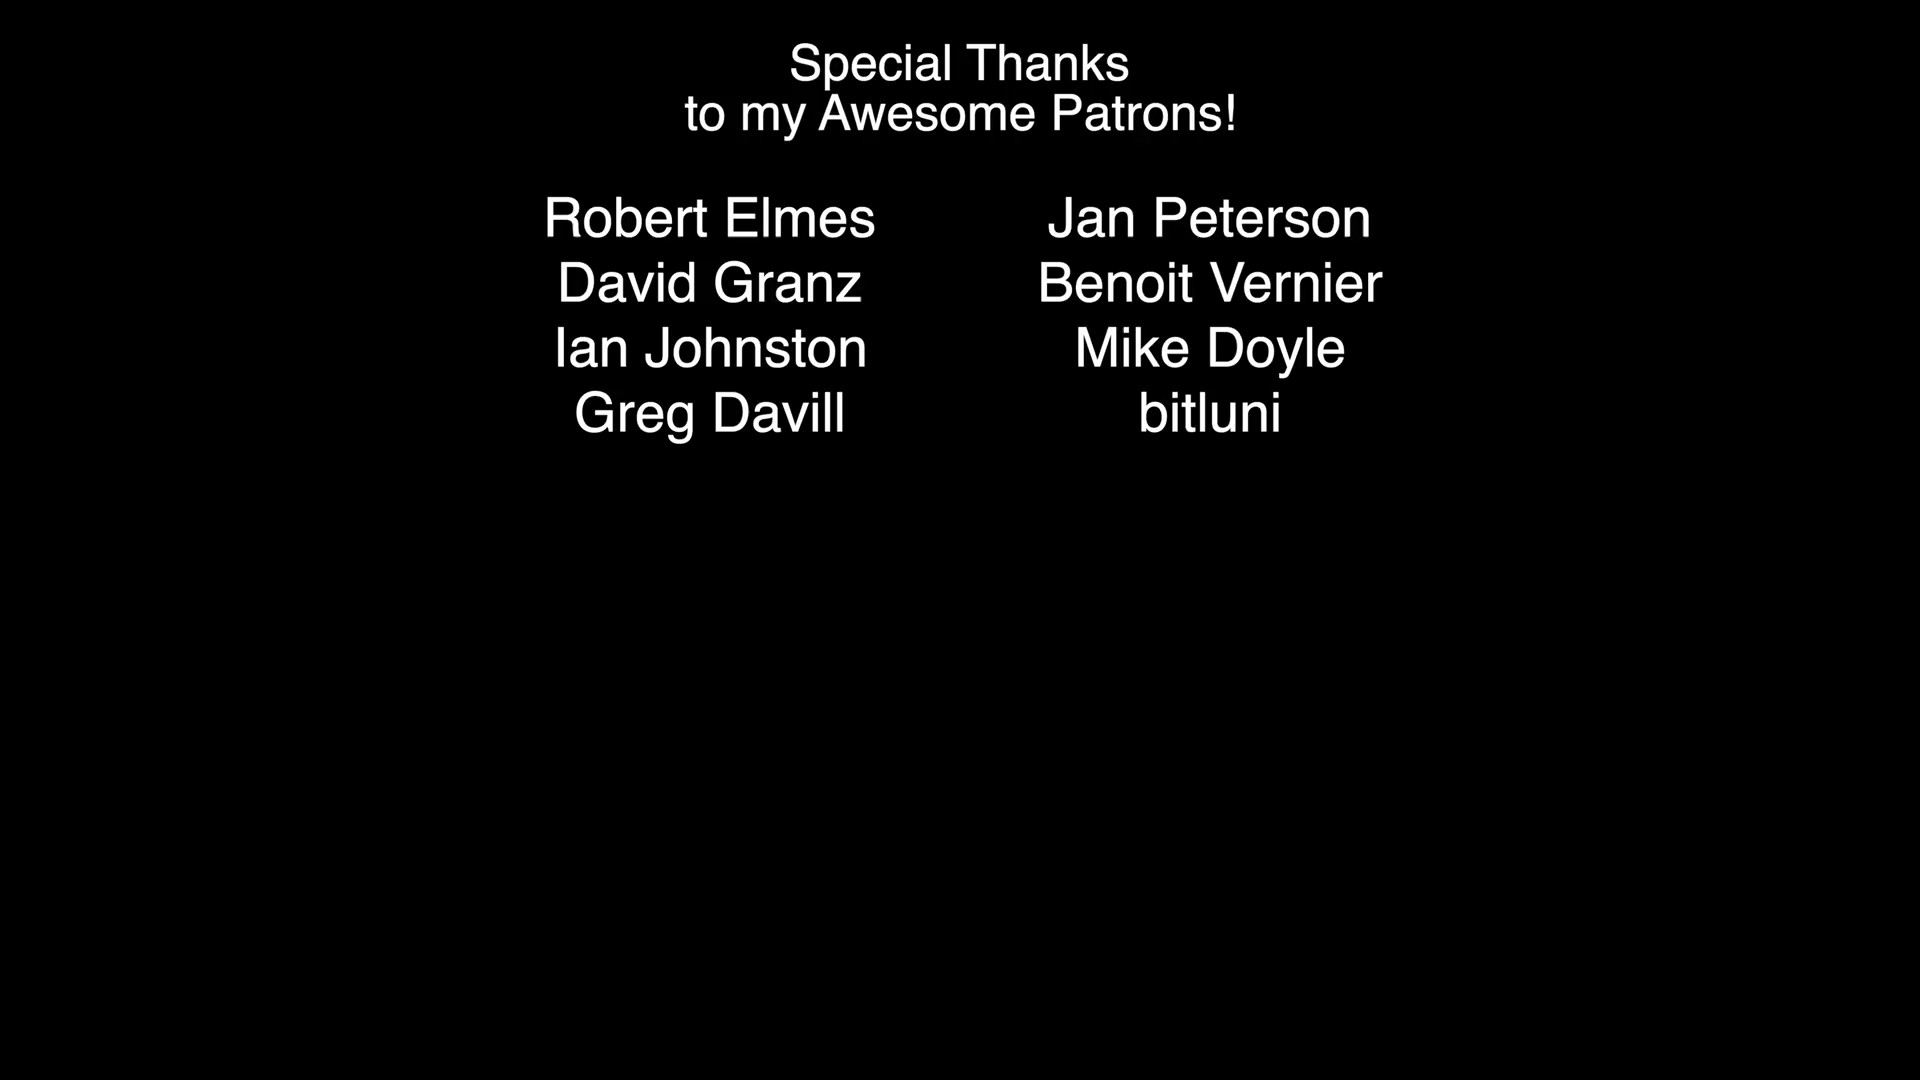 Special Thanks
to my Awesome Patrons!
Robert Elmes
David Granz
Ian Johnston
Greg Davill
Jan Peterson
Benoit Vernier
Mike Doyle
bitluni